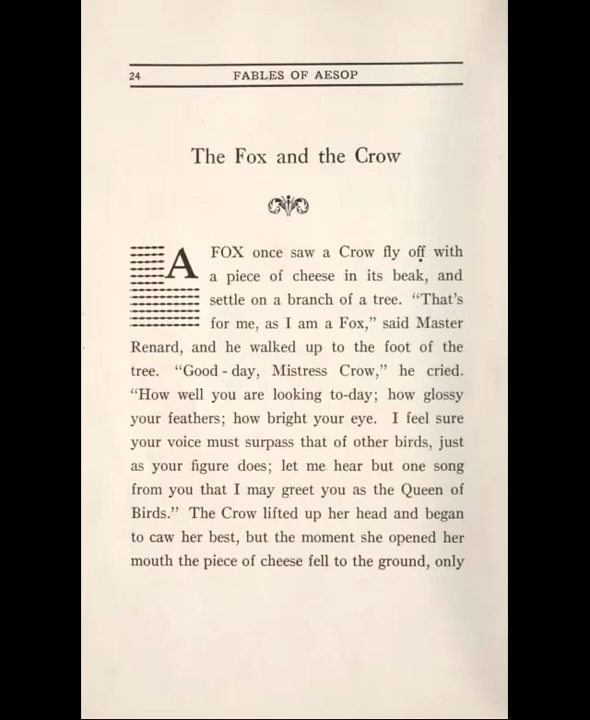 24 FABLES OF AESOP
The Fox and the Crow
A FOX once saw a Crow fly off with
a piece of cheese in its beak, and
settle on a branch of a tree. “That’s
for me, as I am a Fox,” said Master
Renard, and he walked up to the foot of the
tree. “Good - day, Mistress Crow,” he cried.
“How well you are looking to-day; how glossy
your feathers; how bright your eye. I feel sure
your voice must surpass that of other birds, just
as your figure does; let me hear but one song
from you that I may greet you as the Queen of
Birds.” The Crow lifted up her head and began
to caw her best, but the moment she opened her
mouth the piece of cheese fell to the ground, only